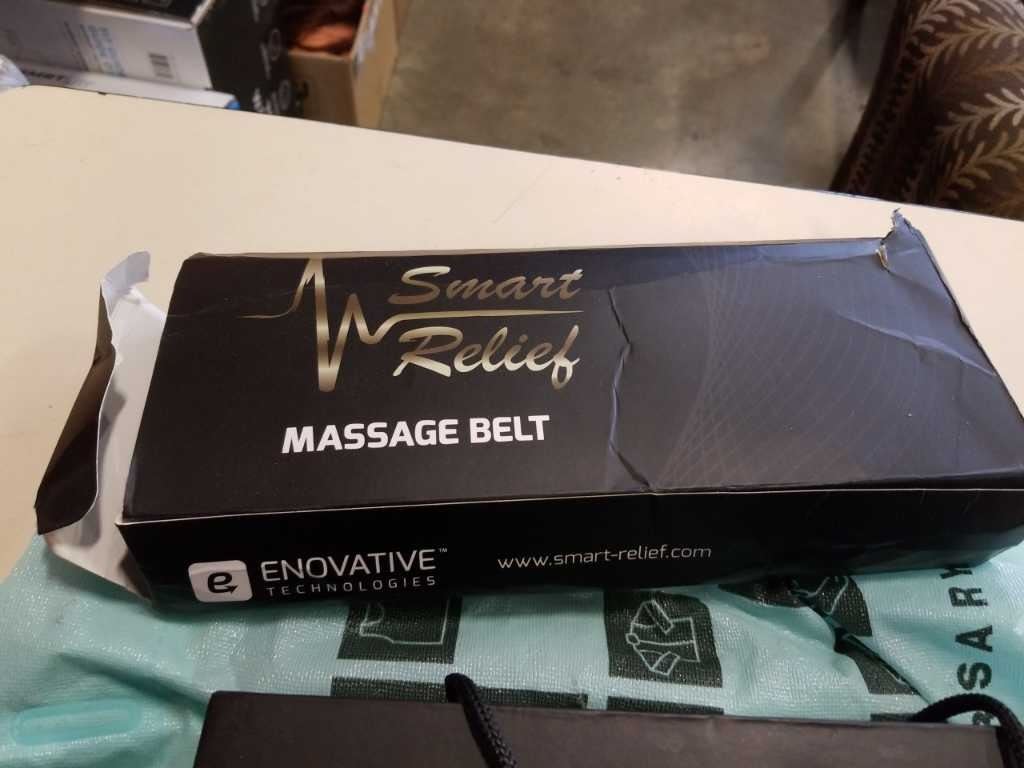 Smart
Relief
MASSAGE BELT
e
ENOVATIVE™
TECHNOLOGIES
www.smart-relief.com